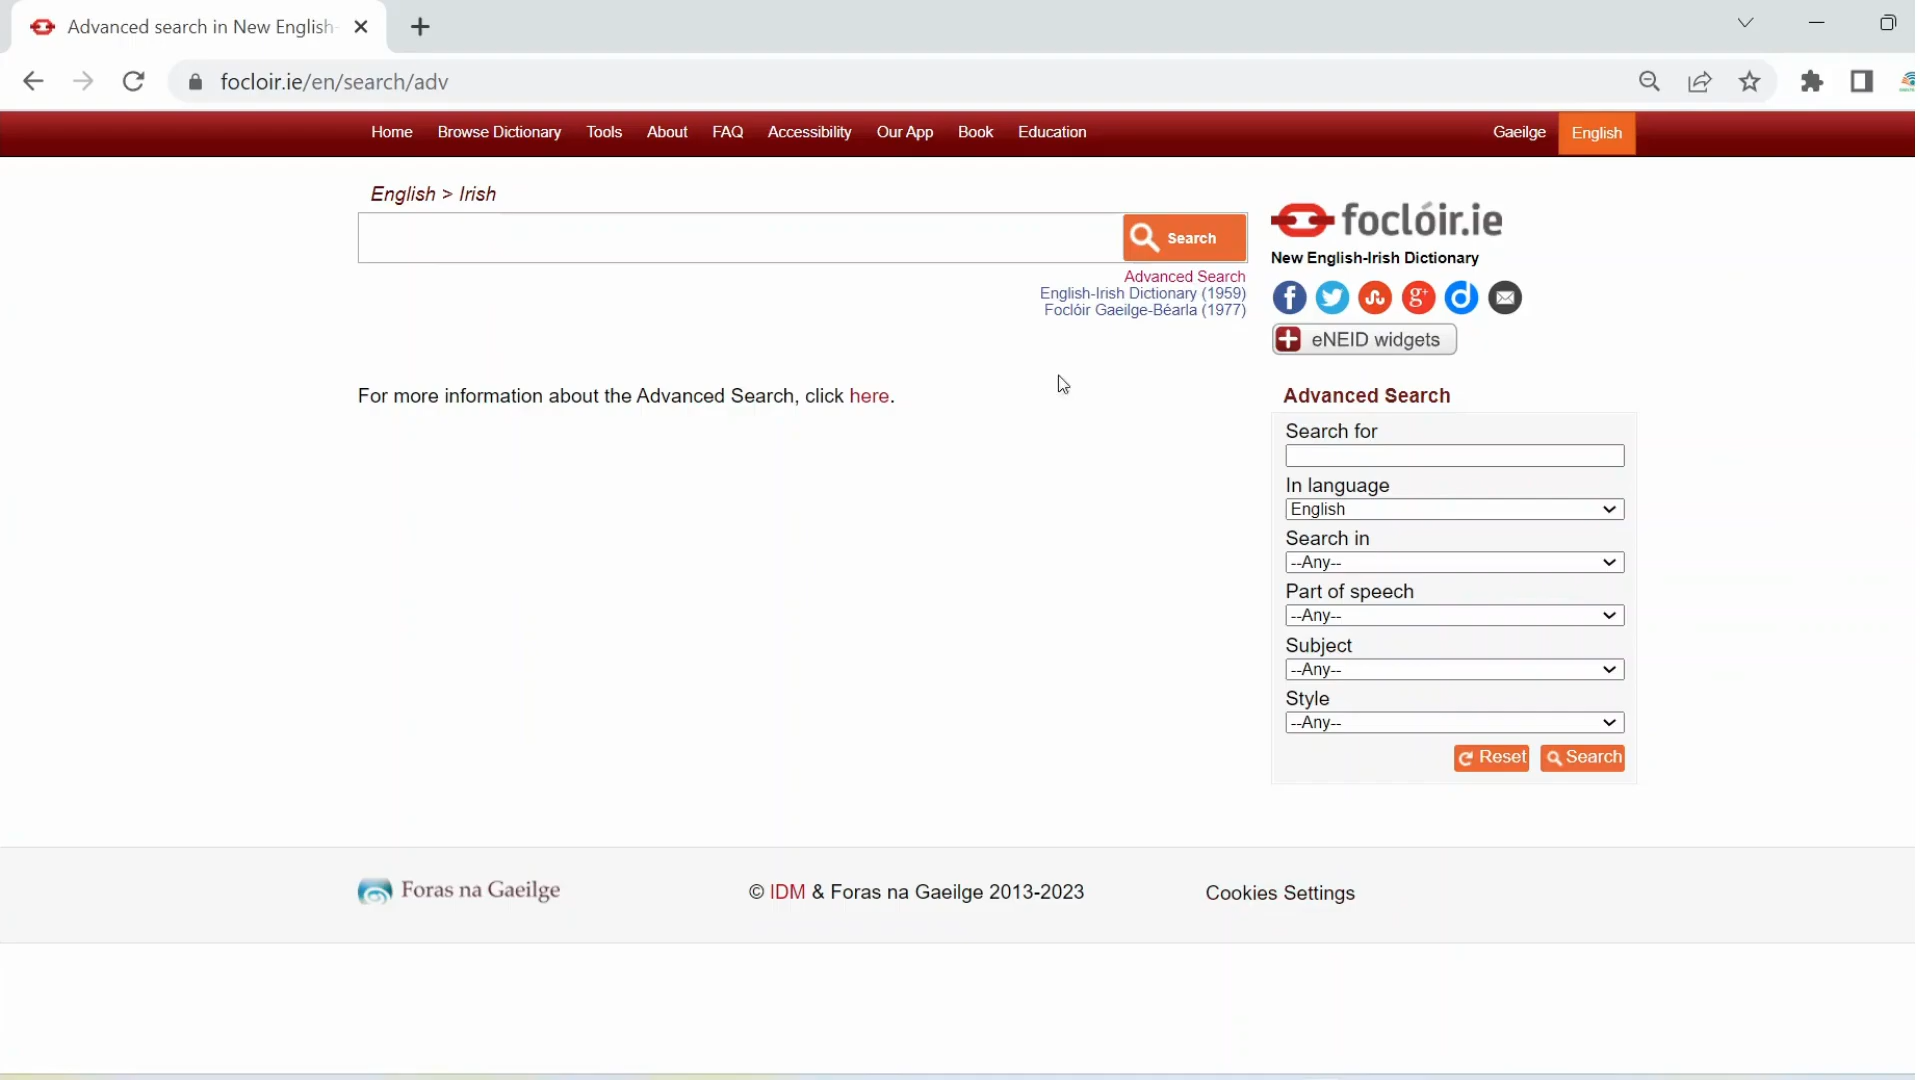 Advanced search in New English-
focloir.ie/en/search/adv
Home Browse Dictionary Tools About FAQ Accessibility Our App Book Education Gaeilge English
English > Irish
Search
Advanced Search
English-Irish Dictionary (1959)
Foclóir Gaeilge-Béarla (1977)
foclóir.ie
New English-Irish Dictionary
eNEID widgets
For more information about the Advanced Search, click here.
Advanced Search
Search for
In language
English
Search in
--Any--
Part of speech
--Any--
Subject
--Any--
Style
--Any--
Reset Search
Foras na Gaeilge © IDM & Foras na Gaeilge 2013-2023 Cookies Settings